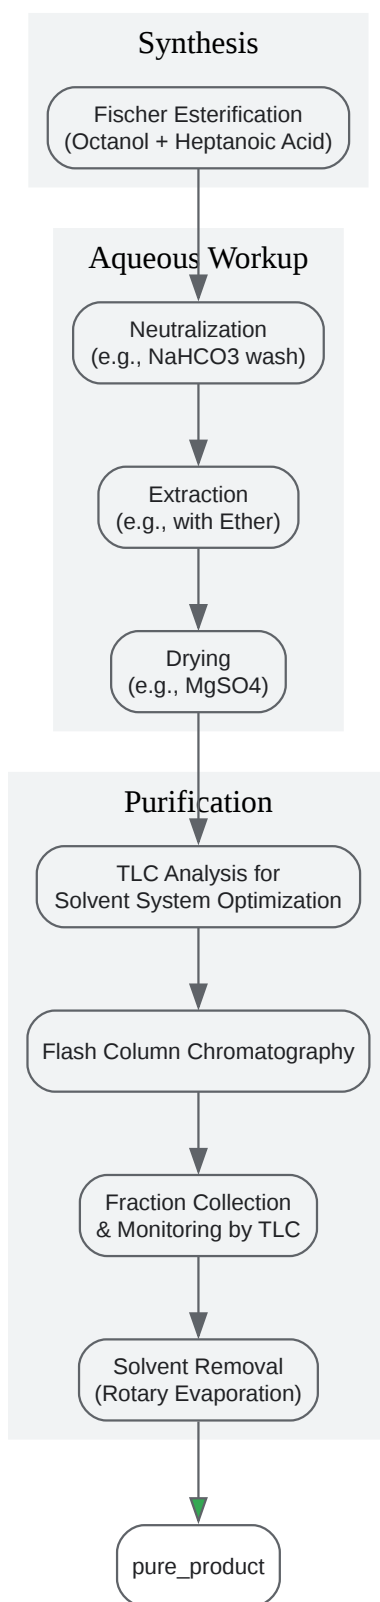 Synthesis
Fischer Esterification
(Octanol + Heptanoic Acid)
Aqueous Workup
Neutralization
(e.g., NaHCO3 wash)
Extraction
(e.g., with Ether)
Drying
(e.g., MgSO4)
Purification
TLC Analysis for
Solvent System Optimization
Flash Column Chromatography
Fraction Collection
& Monitoring by TLC
Solvent Removal
(Rotary Evaporation)
pure_product